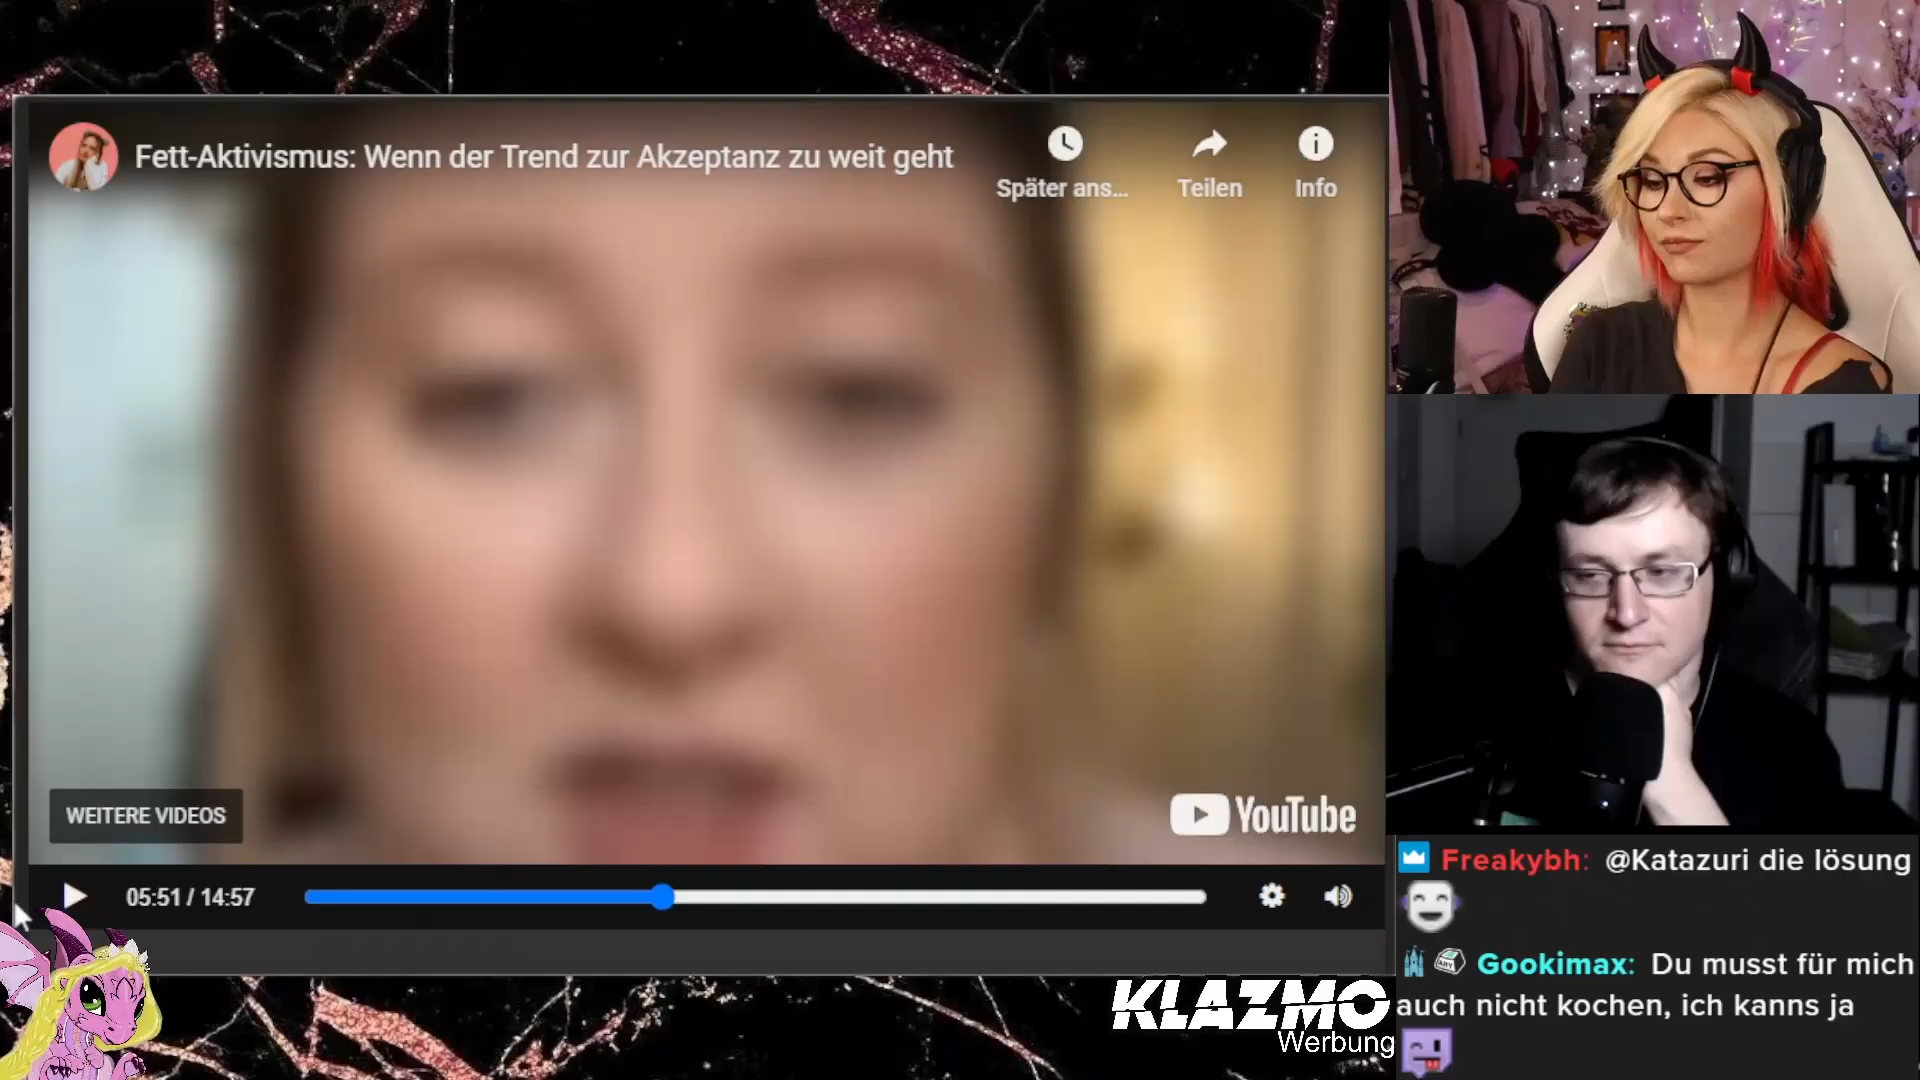 Fett-Aktivismus: Wenn der Trend zur Akzeptanz zu weit geht
Später ans...
Teilen
Info
WEITERE VIDEOS
YouTube
05:51 / 14:57
KLAZMO
Werbung
Freakybh: @Katazuri die lösung
Gookimax: Du musst für mich
auch nicht kochen, ich kanns ja